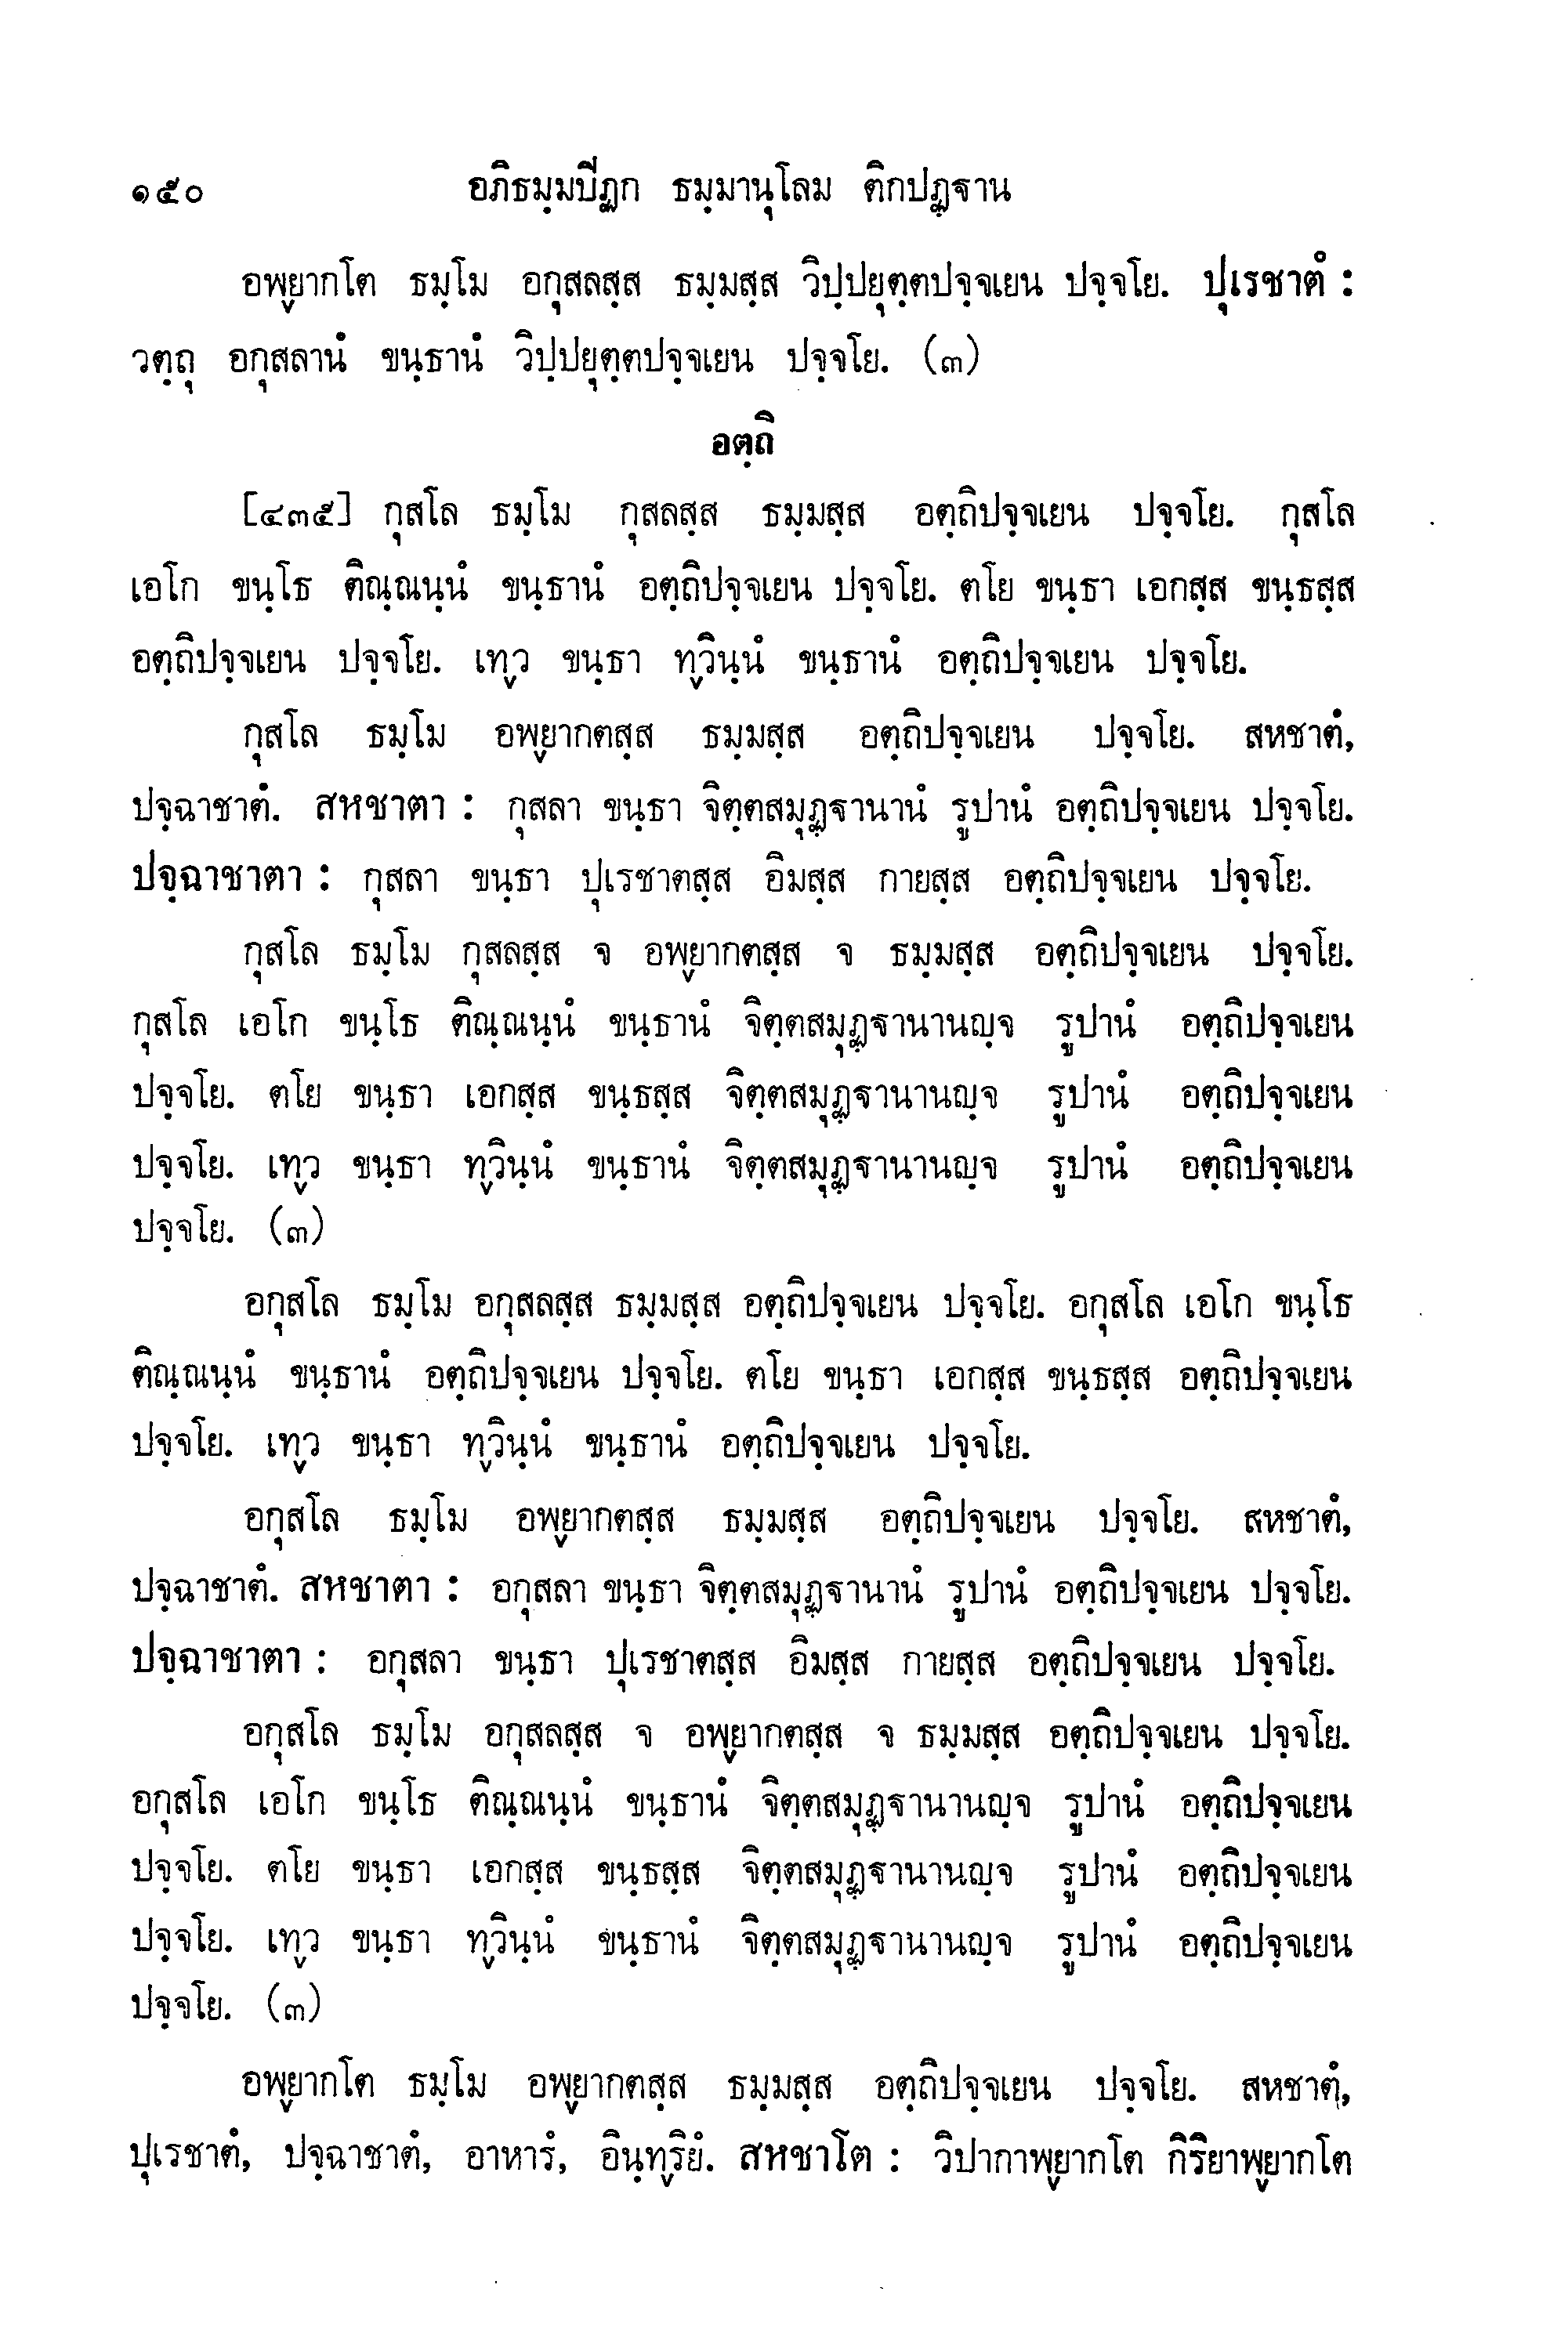 ๑๕๐ อภิธมฺมปีฏก ธมฺมานุโลม ติกปฏฺฐาน
อพฺยากโต ธมฺโม อกุสลสฺส ธมฺมสฺส วิปฺปยุตฺตปจฺจเยน ปจฺจโย. ปุเรชาตํ :
วตฺถุ อกุสลานํ ขนฺธานํ วิปฺปยุตฺตปจฺจเยน ปจฺจโย. (๓)
อตฺถิ
[๔๓๕] กุสโล ธมฺโม กุสลสฺส ธมฺมสฺส อตฺถิปจฺจเยน ปจฺจโย. กุสโล
เอโก ขนฺโธ ติณฺณนฺนํ ขนฺธานํ อตฺถิปจฺจเยน ปจฺจโย. ตโย ขนฺธา เอกสฺส ขนฺธสฺส
อตฺถิปจฺจเยน ปจฺจโย. เทฺว ขนฺธา ทฺวินฺนํ ขนฺธานํ อตฺถิปจฺจเยน ปจฺจโย.
กุสโล ธมฺโม อพฺยากตสฺส ธมฺมสฺส อตฺถิปจฺจเยน ปจฺจโย. สหชาตํ,
ปจฺฉาชาตํ. สหชาตา : กุสลา ขนฺธา จิตฺตสมุฏฺฐานานํ รูปานํ อตฺถิปจฺจเยน ปจฺจโย.
ปจฺฉาชาตา : กุสลา ขนฺธา ปุเรชาตสฺส อิมสฺส กายสฺส อตฺถิปจฺจเยน ปจฺจโย.
กุสโล ธมฺโม กุสลสฺส จ อพฺยากตสฺส จ ธมฺมสฺส อตฺถิปจฺจเยน ปจฺจโย.
กุสโล เอโก ขนฺโธ ติณฺณนฺนํ ขนฺธานํ จิตฺตสมุฏฺฐานานญฺจ รูปานํ อตฺถิปจฺจเยน
ปจฺจโย. ตโย ขนฺธา เอกสฺส ขนฺธสฺส จิตฺตสมุฏฺฐานานญฺจ รูปานํ อตฺถิปจฺจเยน
ปจฺจโย. เทฺว ขนฺธา ทฺวินฺนํ ขนฺธานํ จิตฺตสมุฏฺฐานานญฺจ รูปานํ อตฺถิปจฺจเยน
ปจฺจโย. (๓)
อกุสโล ธมฺโม อกุสลสฺส ธมฺมสฺส อตฺถิปจฺจเยน ปจฺจโย. อกุสโล เอโก ขนฺโธ
ติณฺณนฺนํ ขนฺธานํ อตฺถิปจฺจเยน ปจฺจโย. ตโย ขนฺธา เอกสฺส ขนฺธสฺส อตฺถิปจฺจเยน
ปจฺจโย. เทฺว ขนฺธา ทฺวินฺนํ ขนฺธานํ อตฺถิปจฺจเยน ปจฺจโย.
อกุสโล ธมฺโม อพฺยากตสฺส ธมฺมสฺส อตฺถิปจฺจเยน ปจฺจโย. สหชาตํ,
ปจฺฉาชาตํ. สหชาตา : อกุสลา ขนฺธา จิตฺตสมุฏฺฐานานํ รูปานํ อตฺถิปจฺจเยน ปจฺจโย.
ปจฺฉาชาตา : อกุสลา ขนฺธา ปุเรชาตสฺส อิมสฺส กายสฺส อตฺถิปจฺจเยน ปจฺจโย.
อกุสโล ธมฺโม อกุสลสฺส จ อพฺยากตสฺส จ ธมฺมสฺส อตฺถิปจฺจเยน ปจฺจโย.
อกุสโล เอโก ขนฺโธ ติณฺณนฺนํ ขนฺธานํ จิตฺตสมุฏฺฐานานญฺจ รูปานํ อตฺถิปจฺจเยน
ปจฺจโย. ตโย ขนฺธา เอกสฺส ขนฺธสฺส จิตฺตสมุฏฺฐานานญฺจ รูปานํ อตฺถิปจฺจเยน
ปจฺจโย. เทฺว ขนฺธา ทฺวินฺนํ ขนฺธานํ จิตฺตสมุฏฺฐานานญฺจ รูปานํ อตฺถิปจฺจเยน
ปจฺจโย. (๓)
อพฺยากโต ธมฺโม อพฺยากตสฺส ธมฺมสฺส อตฺถิปจฺจเยน ปจฺจโย. สหชาตํ,
ปุเรชาตํ, ปจฺฉาชาตํ, อาหารํ, อินฺทฺริยํ. สหชาโต : วิปากาพฺยากโต กิริยาพฺยากโต